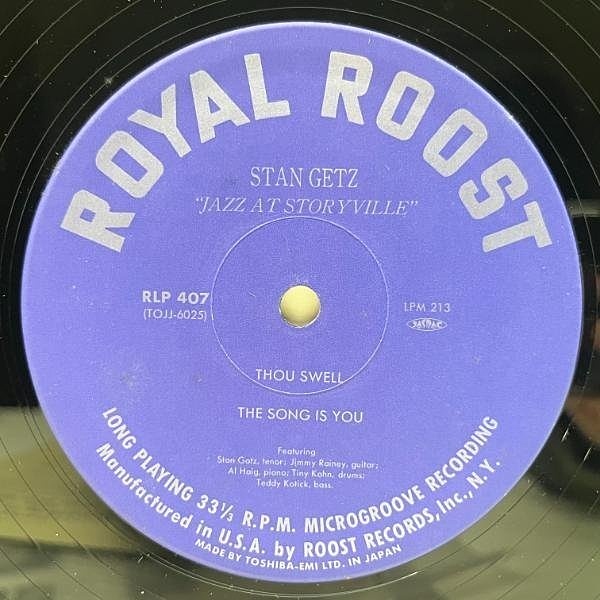 ROYAL ROOST
STAN GETZ
"JAZZ AT STORYVILLE"
RLP 407
(TOJJ-6025)
LPM 213
JASRAC
THOU SWELL
THE SONG IS YOU
Featuring
Stan Getz, tenor; Jimmy Raney, guitar;
Al Haig, piano; Tiny Kahn, drums;
Teddy Kotick, bass.
LONG PLAYING 33⅓ R.P.M. MICROGROOVE RECORDING
Manufactured in U.S.A. by ROOST RECORDS, Inc., N.Y.
MADE BY TOSHIBA-EMI LTD. IN JAPAN